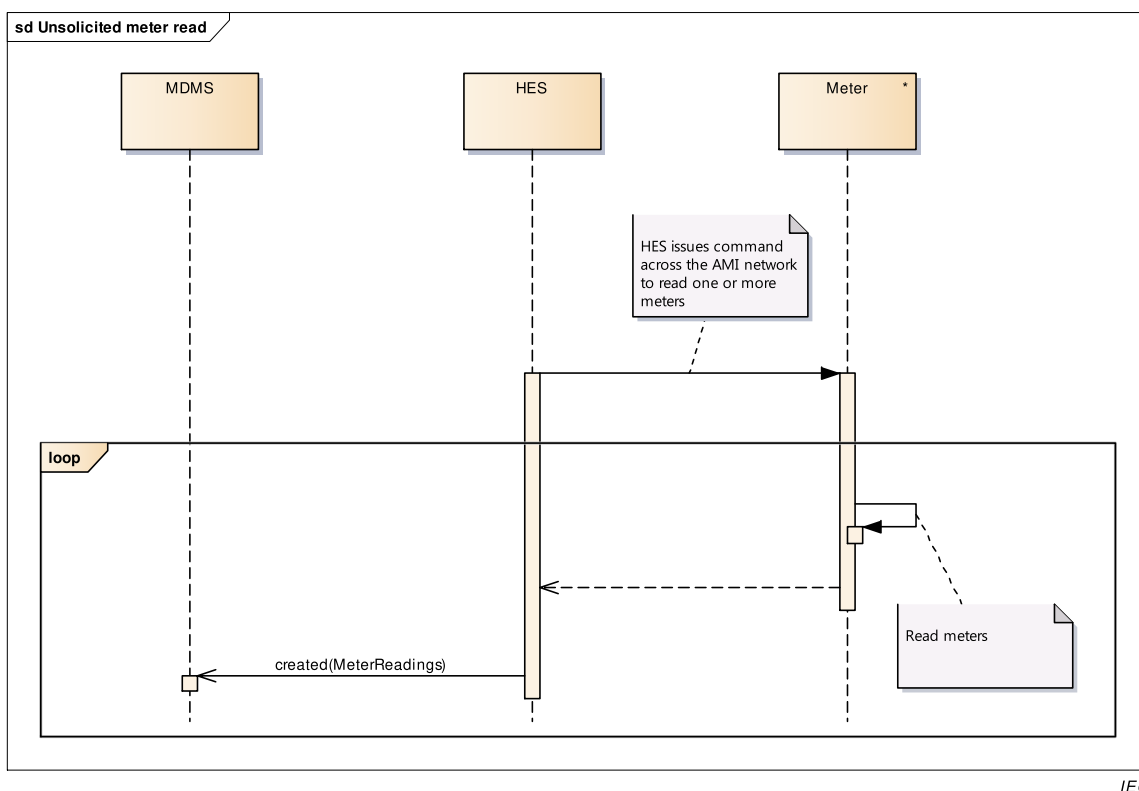 sd Unsolicited meter read
MDMS
HES
Meter *
HES issues command
across the AMI network
to read one or more
meters
loop
Read meters
created(MeterReadings)